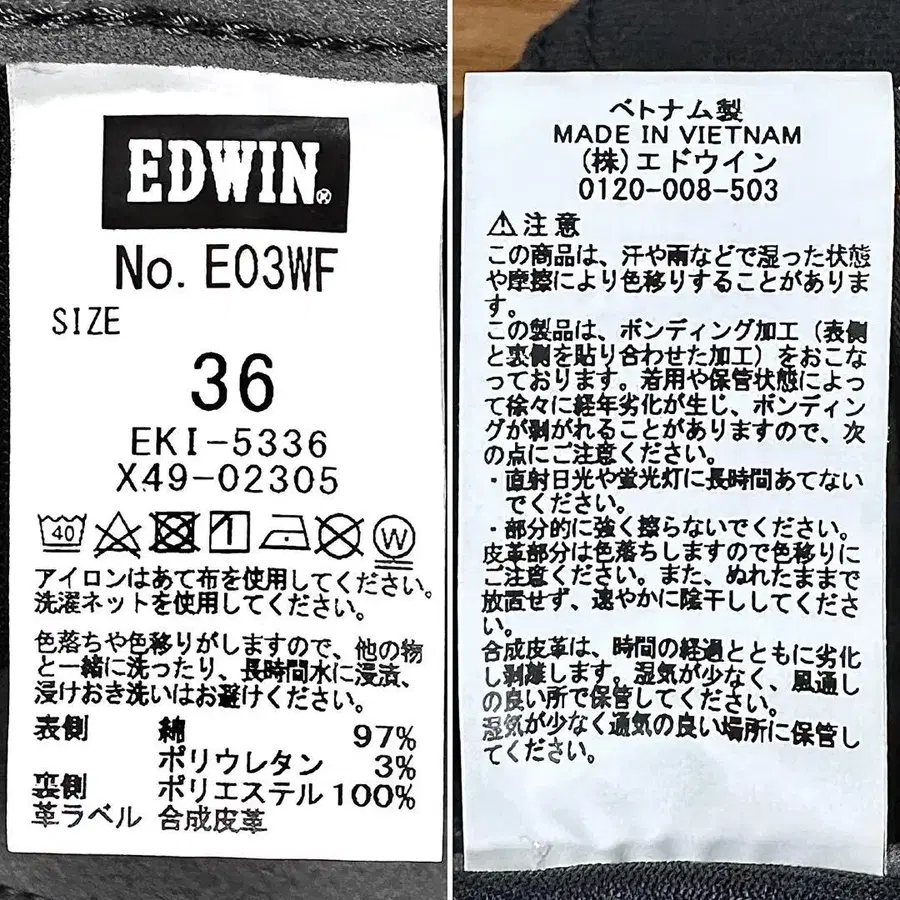 EDWIN®
No. E03WF
SIZE
36
EKI-5336
X49-02305
40
W
アイロンはあて布を使用してください。
洗濯ネットを使用してください。
色落ちや色移りがしますので、他の物
と一緒に洗ったり、長時間水に浸漬、
浸けおき洗いはお避けください。
表側 綿 97%
ポリウレタン 3%
裏側 ポリエステル 100%
革ラベル 合成皮革
ベトナム製
MADE IN VIETNAM
(株)エドウイン
0120-008-503
⚠注意
この商品は、汗や雨などで湿った状態
や摩擦により色移りすることがありま
す。
この製品は、ボンディング加工（表側
と裏側を貼り合わせた加工）をおこな
っております。着用や保管状態によっ
て徐々に経年劣化が生じ、ボンディン
グが剥がれることがありますので、次
の点にご注意ください。
・直射日光や蛍光灯に長時間あてない
でください。
・部分的に強く擦らないでください。
皮革部分は色落ちしますので色移りに
ご注意ください。また、ぬれたままで
放置せず、速やかに陰干ししてくださ
い。
合成皮革は、時間の経過とともに劣化
し剥離します。湿気が少なく、風通し
の良い所で保管してください。
湿気が少なく通気の良い場所に保管し
てください。